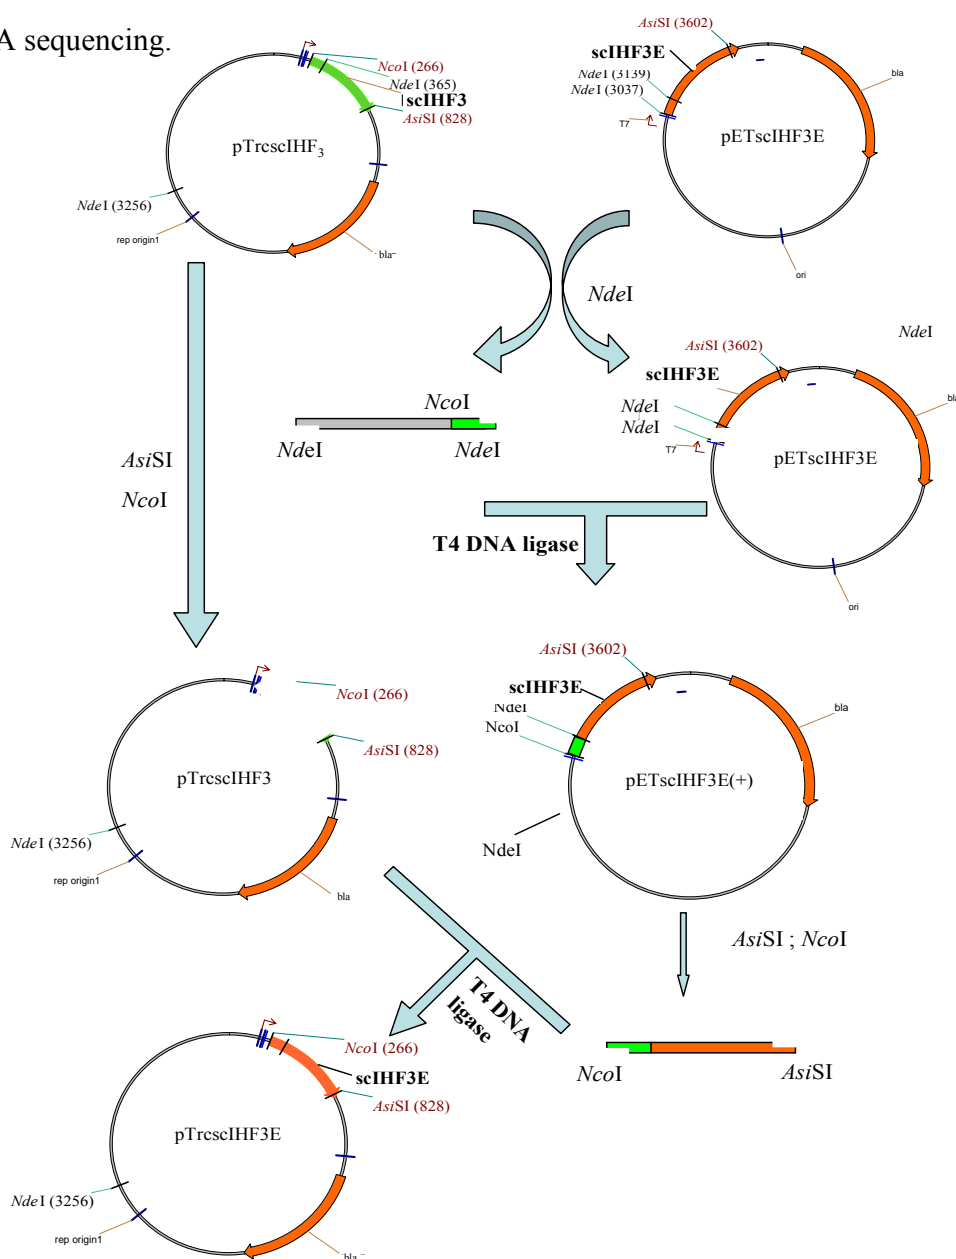 A sequencing.
NcoI (266)
NdeI (365)
scIHF3
AsiSI (828)
pTrcscIHF3
NdeI (3256)
rep origin1
bla-
AsiSI (3602)
scIHF3E
NdeI (3139)
NdeI (3037)
T7
bla
pETscIHF3E
ori
NdeI
NdeI
AsiSI (3602)
scIHF3E
NdeI
NdeI
T7
bla
pETscIHF3E
ori
NcoI
NdeI
NdeI
AsiSI
NcoI
T4 DNA ligase
NcoI (266)
AsiSI (828)
pTrcscIHF3
NdeI (3256)
rep origin1
bla
AsiSI (3602)
scIHF3E
NdeI
NcoI
bla
pETscIHF3E(+)
NdeI
AsiSI ; NcoI
T4 DNA
ligase
NcoI
AsiSI
NcoI (266)
scIHF3E
AsiSI (828)
pTrcscIHF3E
NdeI (3256)
rep origin1
bla-